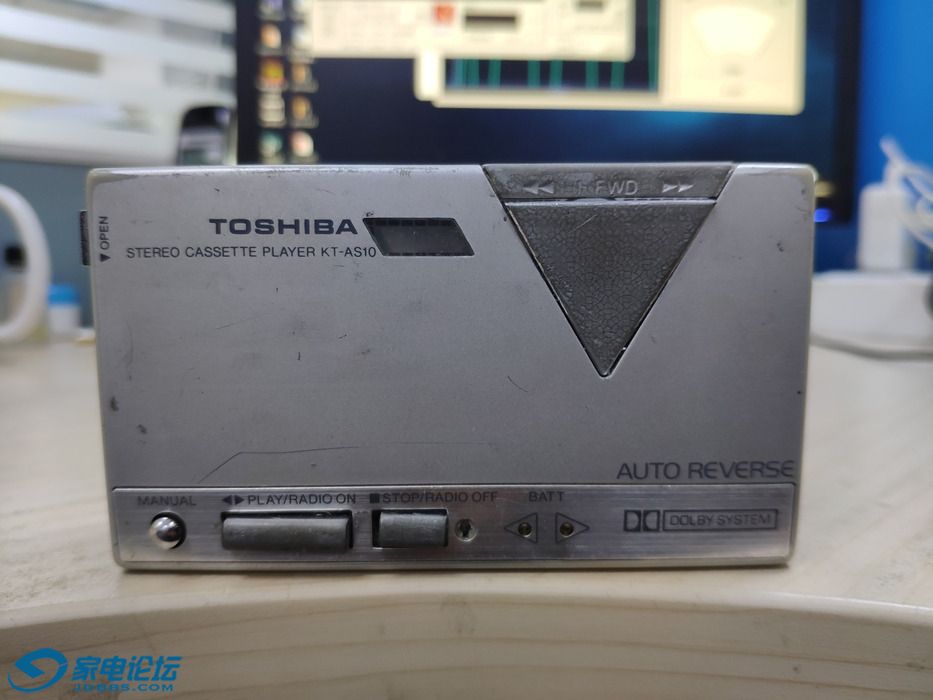 ◀◀ FWD ▶▶
▼ OPEN
TOSHIBA
STEREO CASSETTE PLAYER KT-AS10
AUTO REVERSE
MANUAL ◀▶PLAY/RADIO ON ■STOP/RADIO OFF BATT
DOLBY SYSTEM
家电论坛
JD885.COM